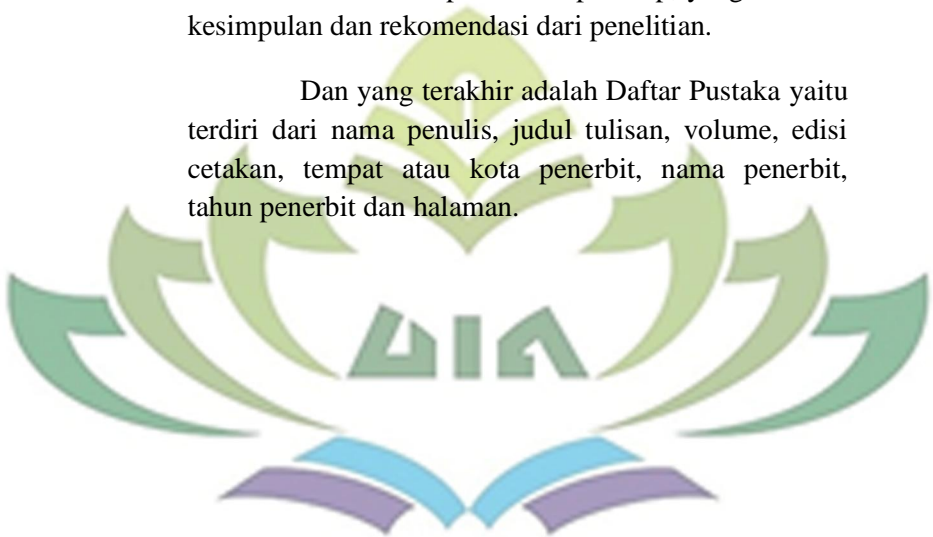 kesimpulan dan rekomendasi dari penelitian.
Dan yang terakhir adalah Daftar Pustaka yaitu
terdiri dari nama penulis, judul tulisan, volume, edisi
cetakan, tempat atau kota penerbit, nama penerbit,
tahun penerbit dan halaman.
UIN